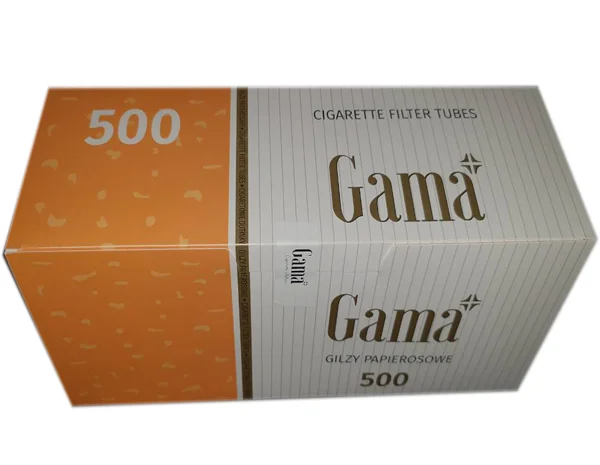 500
CIGARETTE FILTER TUBES
Gama
Gama
Gama
GILZY PAPIEROSOWE
500